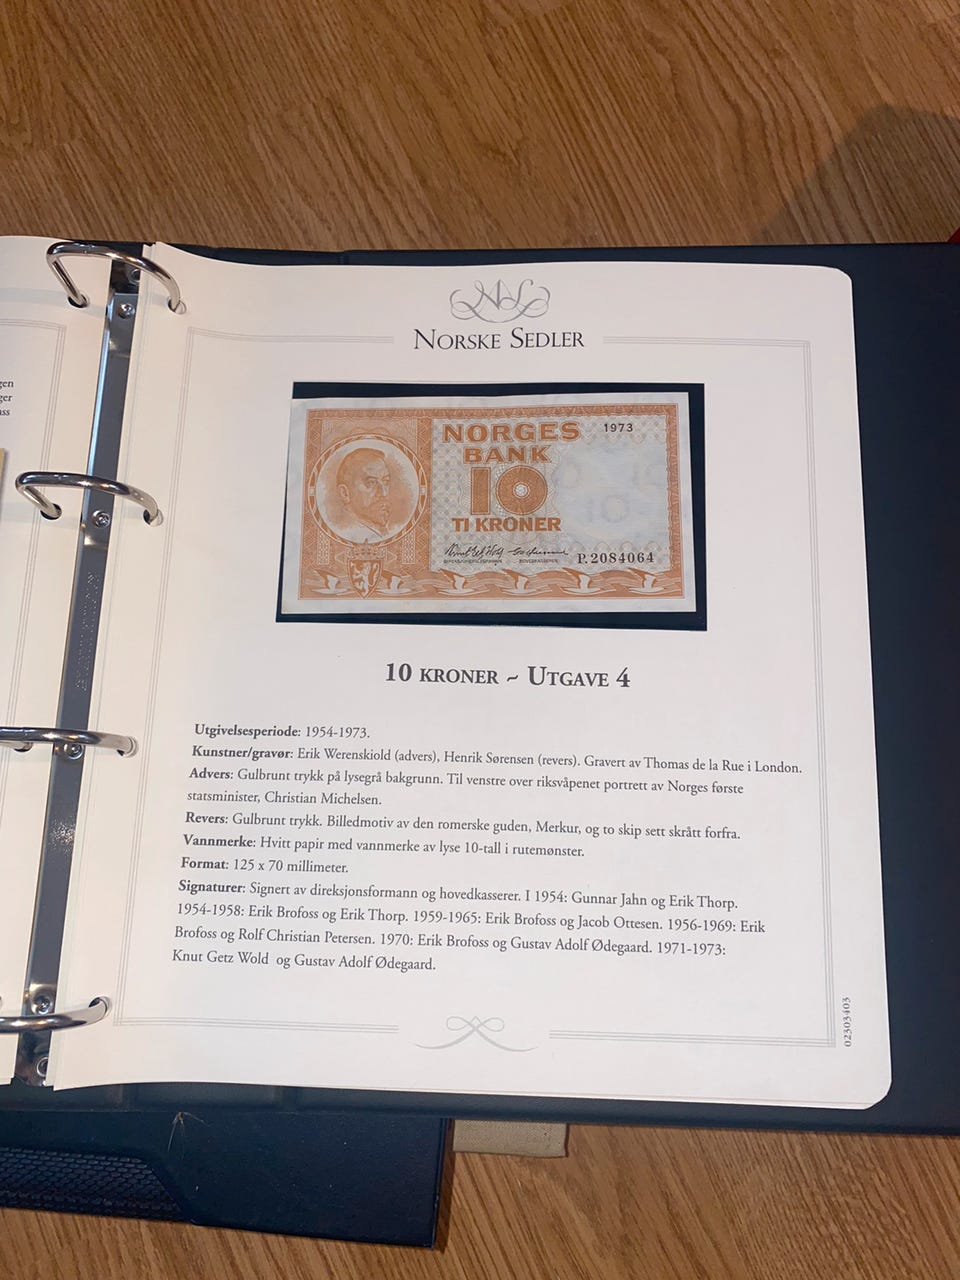 gen
ger
ass
NORSKE SEDLER
NORGES
BANK
1973
10
TI KRONER
P.2084064
10 KRONER ~ UTGAVE 4
Utgivelsesperiode: 1954-1973.
Kunstner/gravør: Erik Werenskiold (advers), Henrik Sørensen (revers). Gravert av Thomas de la Rue i London.
Advers: Gulbrunt trykk på lysegrå bakgrunn. Til venstre over riksvåpenet portrett av Norges første
statsminister, Christian Michelsen.
Revers: Gulbrunt trykk. Billedmotiv av den romerske guden, Merkur, og to skip sett skrått forfra.
Vannmerke: Hvitt papir med vannmerke av lyse 10-tall i rutemønster.
Format: 125 x 70 millimeter.
Signaturer: Signert av direksjonsformann og hovedkasserer. I 1954: Gunnar Jahn og Erik Thorp.
1954-1958: Erik Brofoss og Erik Thorp. 1959-1965: Erik Brofoss og Jacob Ottesen. 1956-1969: Erik
Brofoss og Rolf Christian Petersen. 1970: Erik Brofoss og Gustav Adolf Ødegaard. 1971-1973:
Knut Getz Wold og Gustav Adolf Ødegaard.
02303403